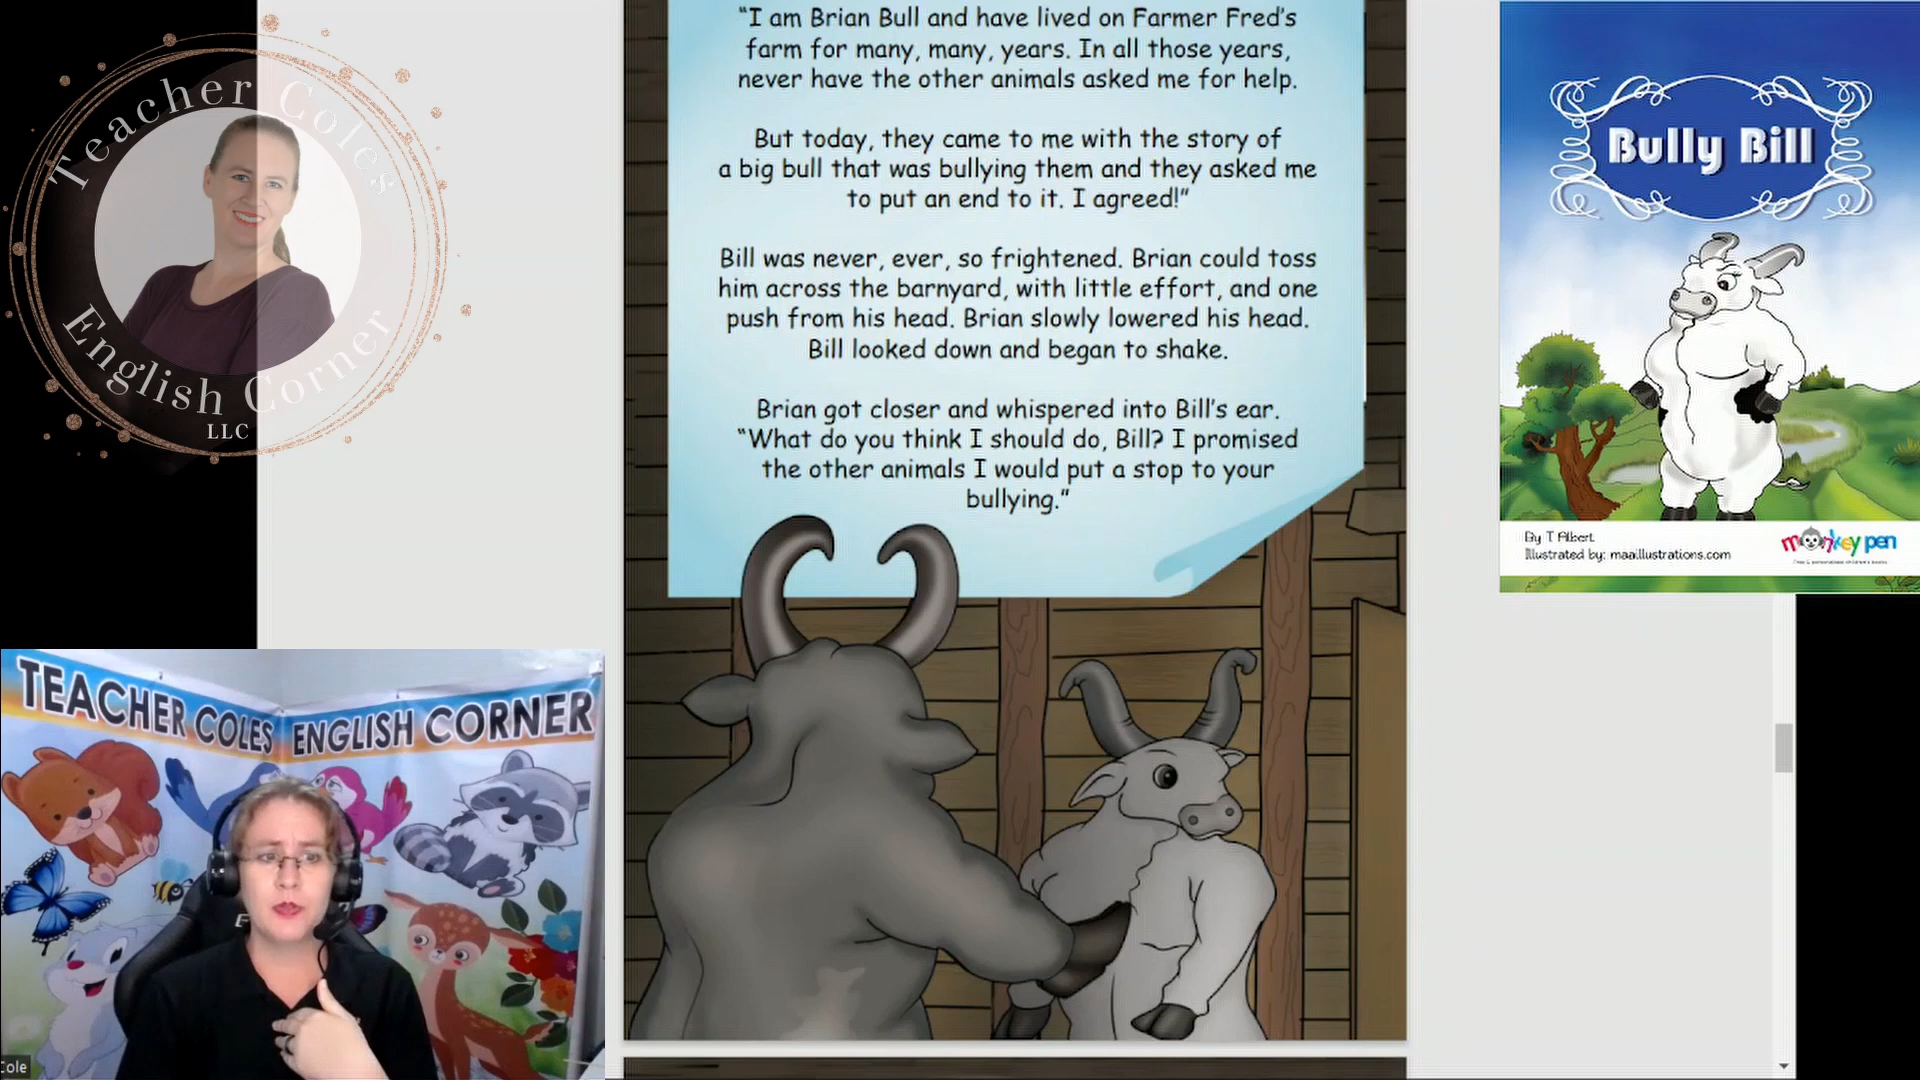 Teacher Coles
English Corner
LLC
"I am Brian Bull and have lived on Farmer Fred's
farm for many, many, years. In all those years,
never have the other animals asked me for help.
But today, they came to me with the story of
a big bull that was bullying them and they asked me
to put an end to it. I agreed!"
Bill was never, ever, so frightened. Brian could toss
him across the barnyard, with little effort, and one
push from his head. Brian slowly lowered his head.
Bill looked down and began to shake.
Brian got closer and whispered into Bill's ear.
"What do you think I should do, Bill? I promised
the other animals I would put a stop to your
bullying."
Bully Bill
By T Albert
Illustrated by: maaillustrations.com
monkey pen
TEACHER COLES ENGLISH CORNER
Cole